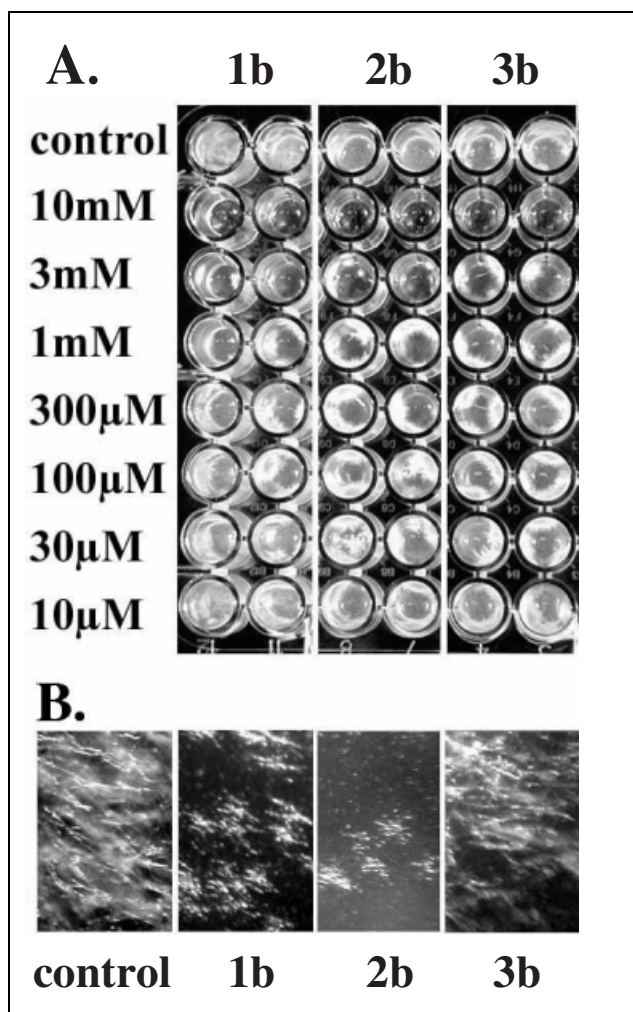 A. 1b 2b 3b
control
10mM
3mM
1mM
300µM
100µM
30µM
10µM
B.
control 1b 2b 3b